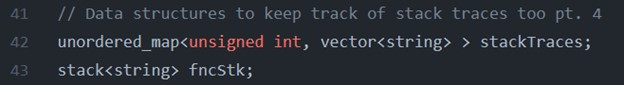 41 // Data structures to keep track of stack traces too pt. 4
42 unordered_map<unsigned int, vector<string> > stackTraces;
43 stack<string> fncStk;